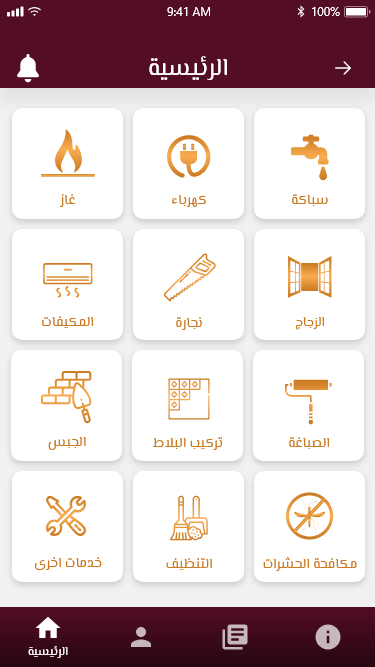 9:41 AM
100%
الرئيسية
سباكة
كهرباء
غاز
الزجاج
نجارة
المكيفات
الصباغة
تركيب البلاط
الجبس
مكافحة الحشرات
التنظيف
خدمات اخرى
الرئيسية